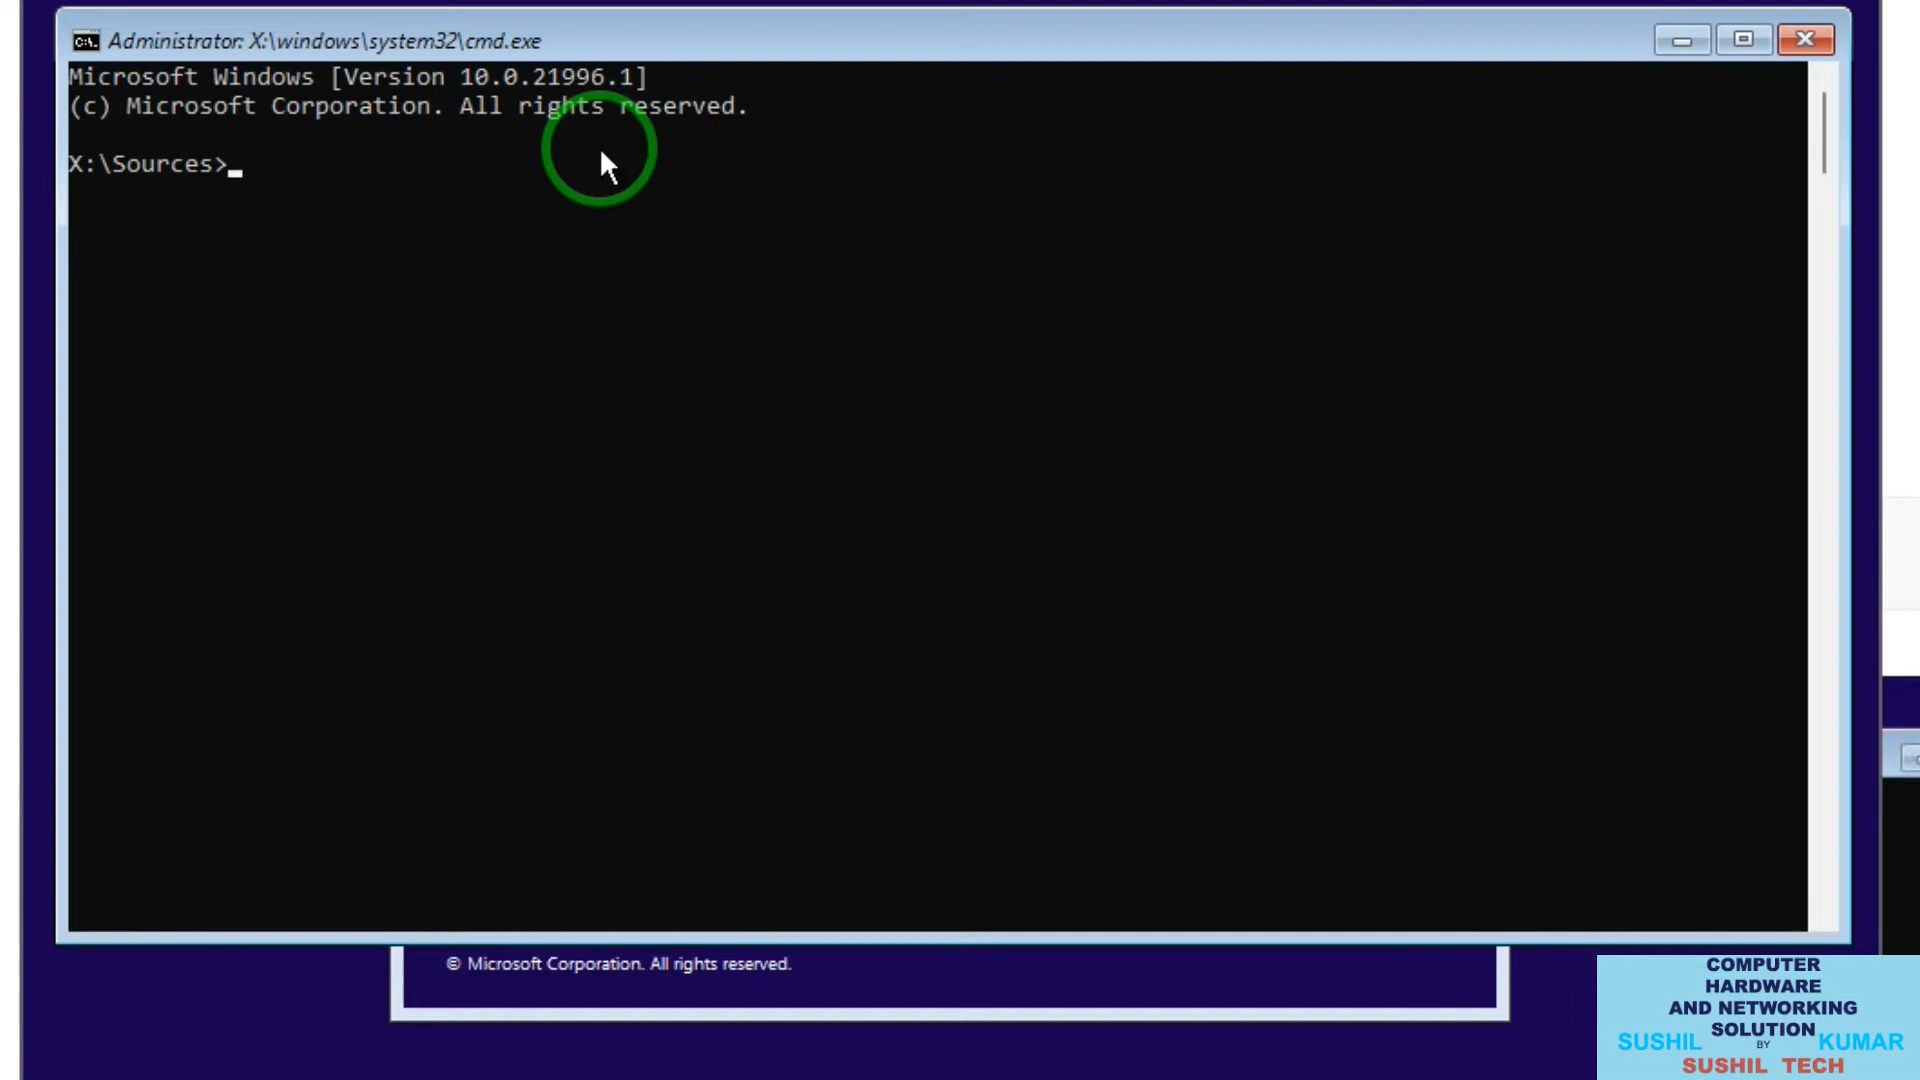 Administrator: X:\windows\system32\cmd.exe
Microsoft Windows [Version 10.0.21996.1]
(c) Microsoft Corporation. All rights reserved.
X:\Sources>
© Microsoft Corporation. All rights reserved.
COMPUTER
HARDWARE
AND NETWORKING
SOLUTION
SUSHIL BY KUMAR
SUSHIL TECH